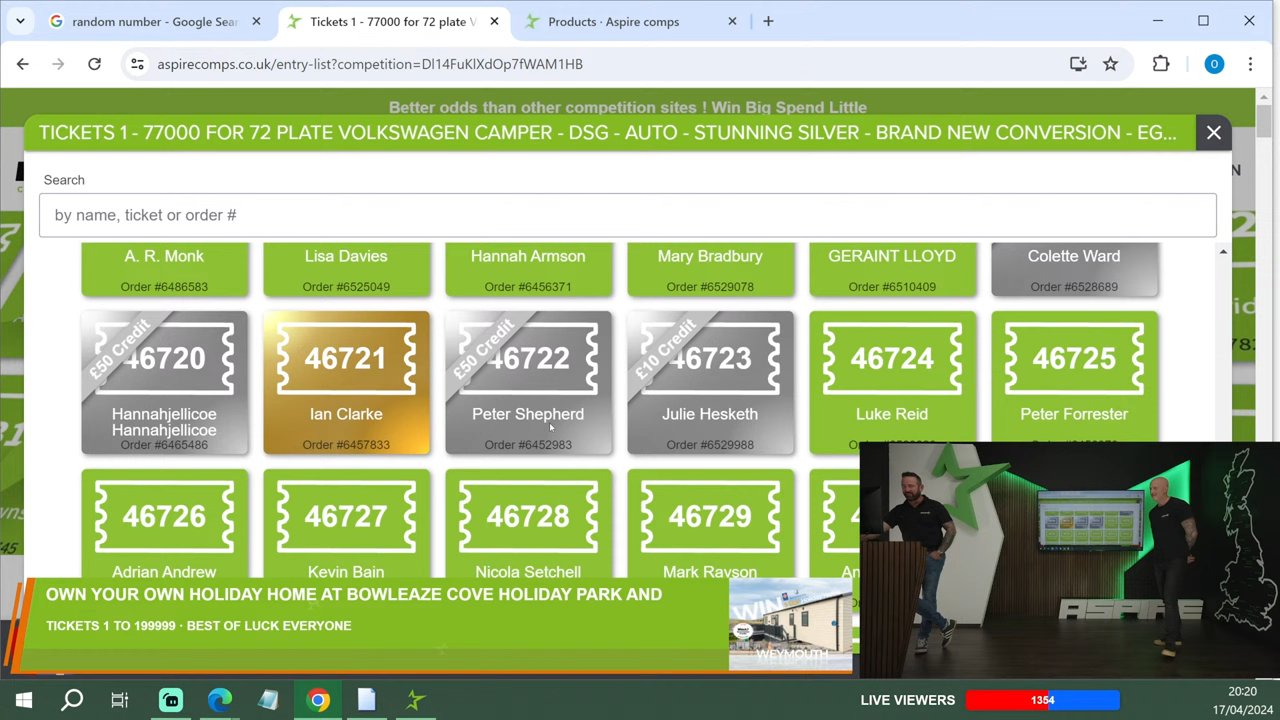 random number - Google Sear
Tickets 1 - 77000 for 72 plate V
Products · Aspire comps
aspirecomps.co.uk/entry-list?competition=DI14FuKlXdOp7fWAM1HB
Better odds than other competition sites ! Win Big Spend Little
TICKETS 1 - 77000 FOR 72 PLATE VOLKSWAGEN CAMPER - DSG - AUTO - STUNNING SILVER - BRAND NEW CONVERSION - EG...
Search
by name, ticket or order #
A. R. Monk
Lisa Davies
Hannah Armson
Mary Bradbury
GERAINT LLOYD
Colette Ward
Order #6486583
Order #6525049
Order #6456371
Order #6529078
Order #6510409
Order #6528689
£50 Credit
£50 Credit
£10 Credit
46720
46721
46722
46723
46724
46725
Hannahjellicoe
Hannahjellicoe
Ian Clarke
Peter Shepherd
Julie Hesketh
Luke Reid
Peter Forrester
Order #6465486
Order #6457833
Order #6452983
Order #6529988
46726
46727
46728
46729
Adrian Andrew
Kevin Bain
Nicola Setchell
Mark Rayson
OWN YOUR OWN HOLIDAY HOME AT BOWLEAZE COVE HOLIDAY PARK AND
TICKETS 1 TO 199999 · BEST OF LUCK EVERYONE
WIN
WEYMOUTH
ASPIRE
LIVE VIEWERS
1354
20:20
17/04/2024